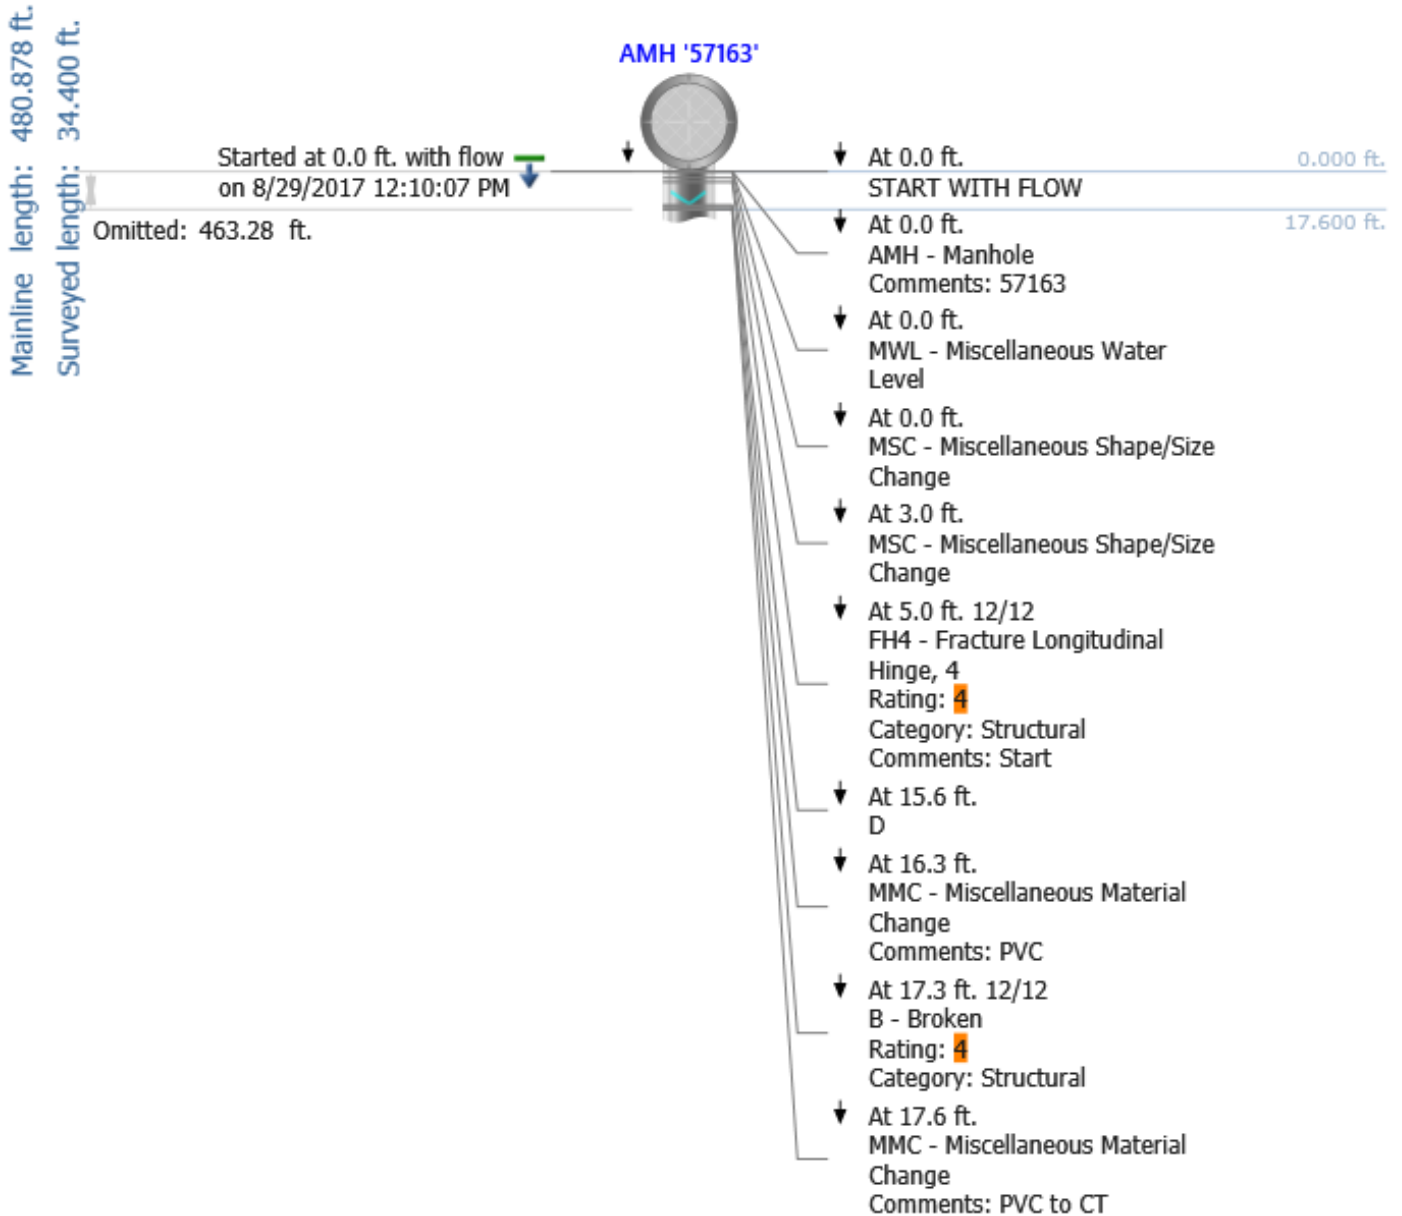 Mainline length: 480.878 ft.
Surveyed length: 34.400 ft.
AMH '57163'
Started at 0.0 ft. with flow
on 8/29/2017 12:10:07 PM
Omitted: 463.28 ft.
At 0.0 ft.
0.000 ft.
START WITH FLOW
At 0.0 ft.
17.600 ft.
AMH - Manhole
Comments: 57163
At 0.0 ft.
MWL - Miscellaneous Water
Level
At 0.0 ft.
MSC - Miscellaneous Shape/Size
Change
At 3.0 ft.
MSC - Miscellaneous Shape/Size
Change
At 5.0 ft. 12/12
FH4 - Fracture Longitudinal
Hinge, 4
Rating: 4
Category: Structural
Comments: Start
At 15.6 ft.
D
At 16.3 ft.
MMC - Miscellaneous Material
Change
Comments: PVC
At 17.3 ft. 12/12
B - Broken
Rating: 4
Category: Structural
At 17.6 ft.
MMC - Miscellaneous Material
Change
Comments: PVC to CT